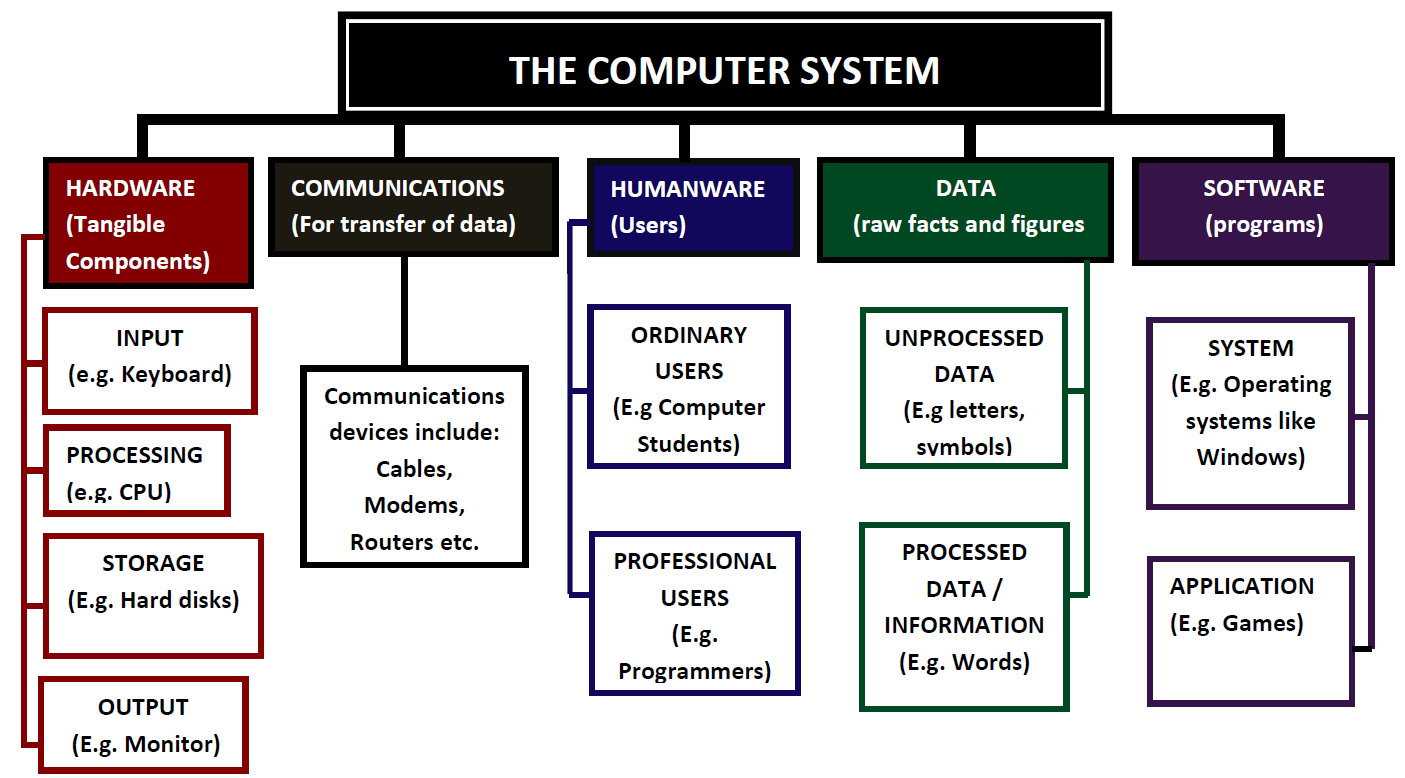 THE COMPUTER SYSTEM
HARDWARE
(Tangible
Components)
INPUT
(e.g. Keyboard)
PROCESSING
(e.g. CPU)
STORAGE
(E.g. Hard disks)
OUTPUT
(E.g. Monitor)
COMMUNICATIONS
(For transfer of data)
Communications
devices include:
Cables,
Modems,
Routers etc.
HUMANWARE
(Users)
ORDINARY
USERS
(E.g Computer
Students)
PROFESSIONAL
USERS
(E.g.
Programmers)
DATA
(raw facts and figures
UNPROCESSED
DATA
(E.g letters,
symbols)
PROCESSED
DATA /
INFORMATION
(E.g. Words)
SOFTWARE
(programs)
SYSTEM
(E.g. Operating
systems like
Windows)
APPLICATION
(E.g. Games)